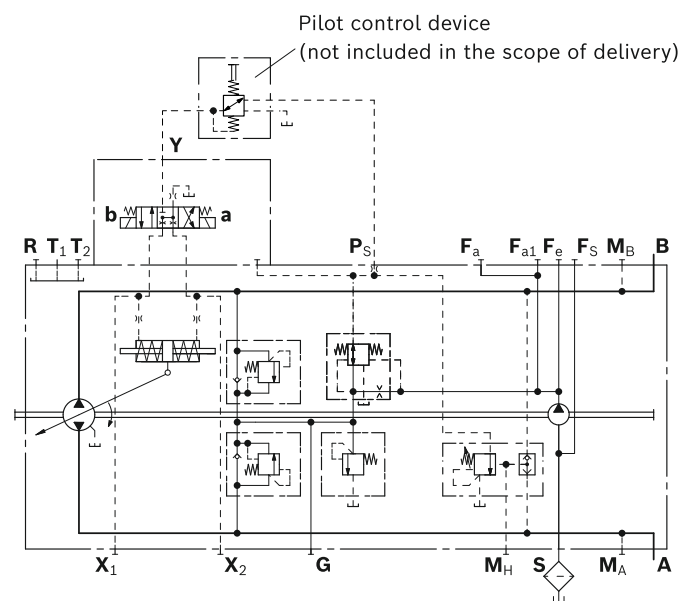 Pilot control device
(not included in the scope of delivery)
Y
b a
R T1 T2 PS Fa Fa1 Fe FS MB B
X1 X2 G MH S MA A